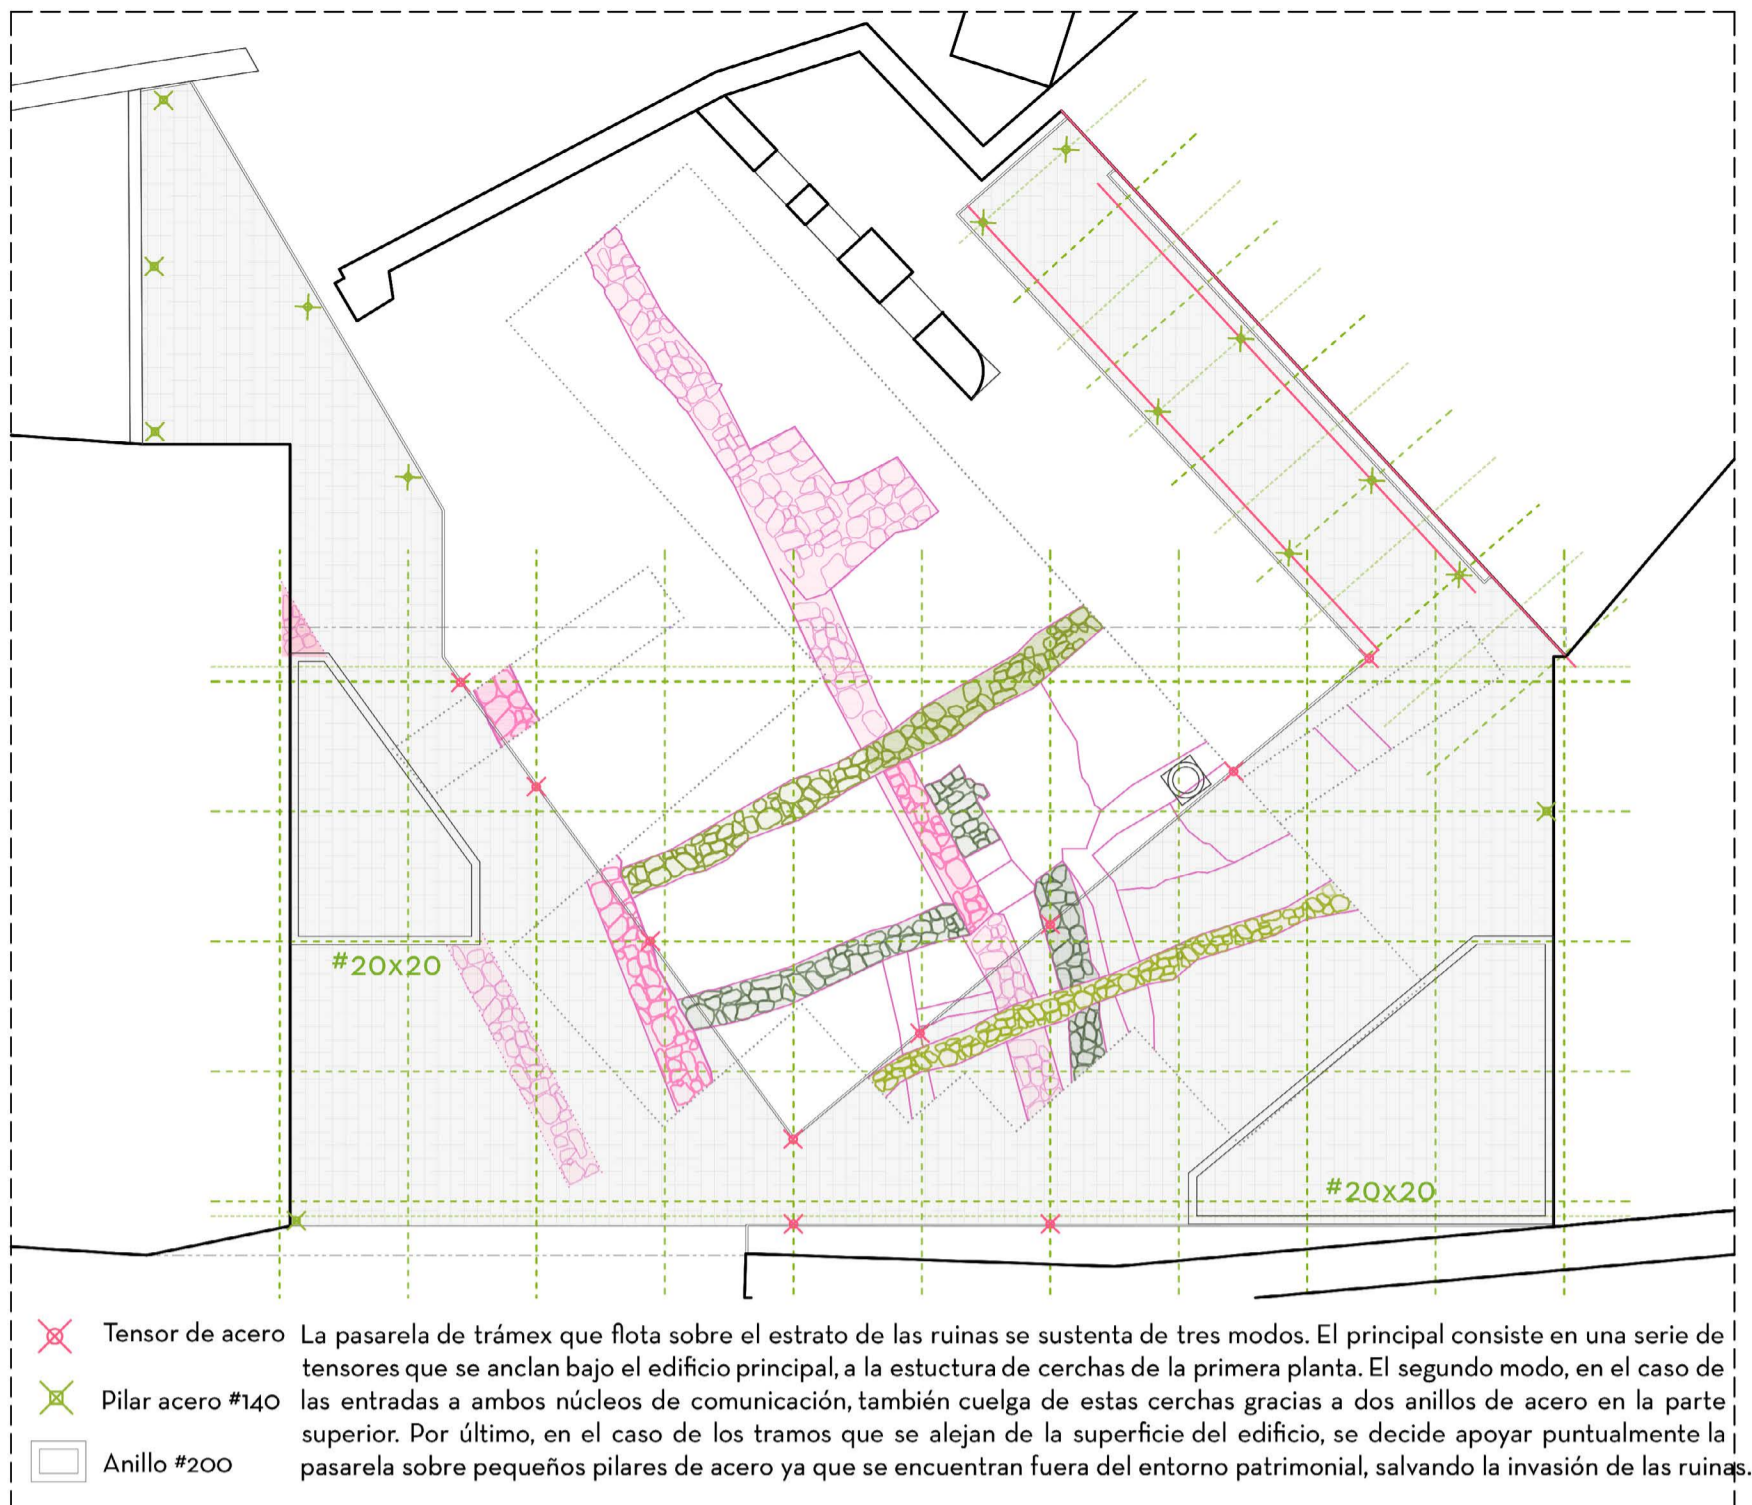 #20x20
#20x20
Tensor de acero
Pilar acero #140
Anillo #200
La pasarela de trámex que flota sobre el estrato de las ruinas se sustenta de tres modos. El principal consiste en una serie de
tensores que se anclan bajo el edificio principal, a la estuctura de cerchas de la primera planta. El segundo modo, en el caso de
las entradas a ambos núcleos de comunicación, también cuelga de estas cerchas gracias a dos anillos de acero en la parte
superior. Por último, en el caso de los tramos que se alejan de la superficie del edificio, se decide apoyar puntualmente la
pasarela sobre pequeños pilares de acero ya que se encuentran fuera del entorno patrimonial, salvando la invasión de las ruinas.